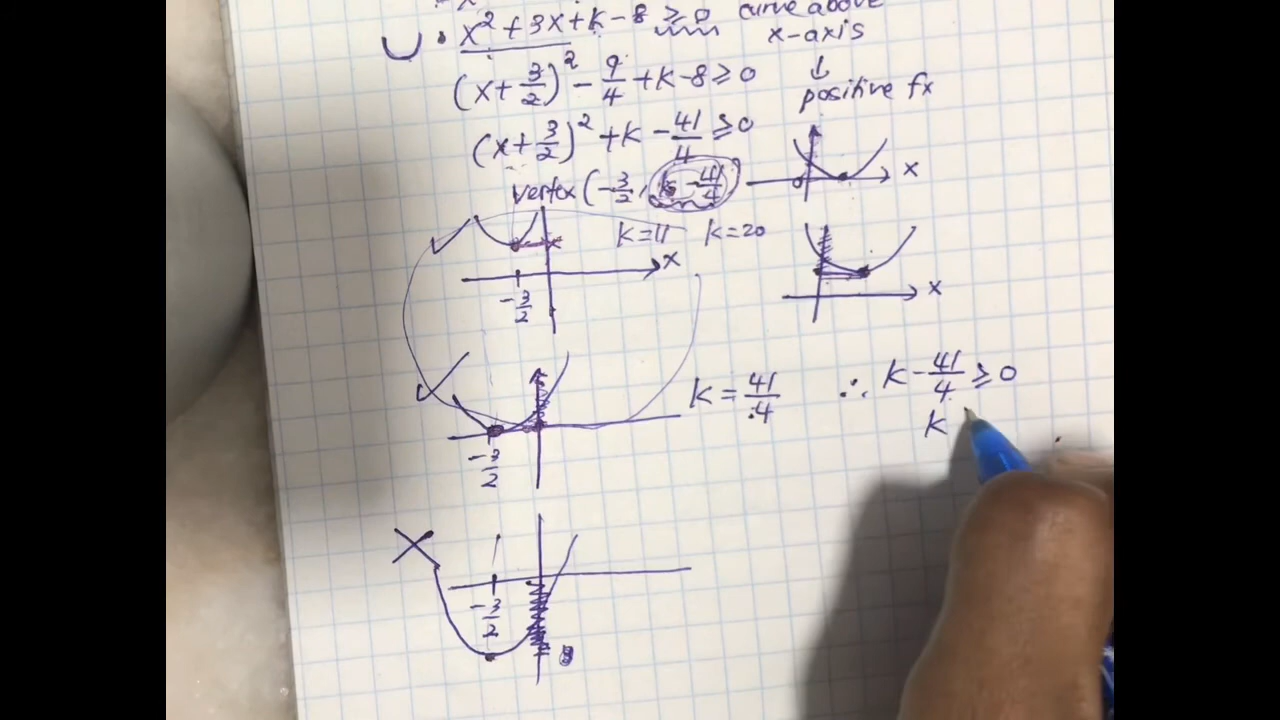 - x
• x² + 3x + k - 8 ≥ 0 curve above
x-axis
(x + 3/2)² - 9/4 + k - 8 ≥ 0
↓
positive fx
(x + 3/2)² + k - 41/4 ≥ 0
x
vertex (-3/2, k - 41/4
k = 11 k = 20
x
-3/2
x
k = 41/4 ∴ k - 41/4 ≥ 0
k
-3/2
-3/2